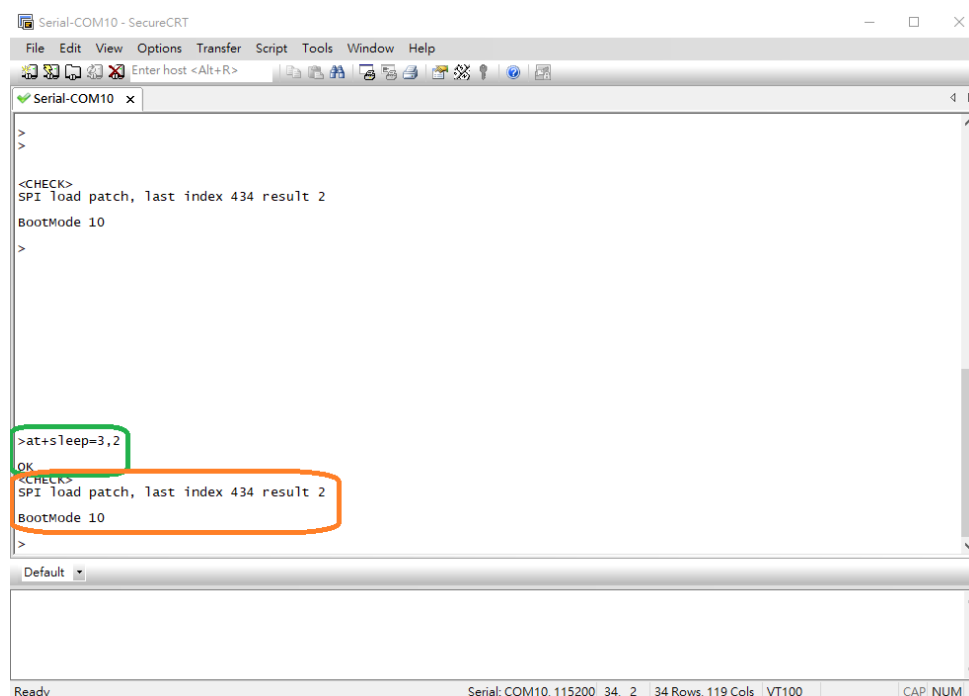 Serial-COM10 - SecureCRT
File Edit View Options Transfer Script Tools Window Help
Enter host <Alt+R>
Serial-COM10 x
>
>
<CHECK>
SPI load patch, last index 434 result 2
BootMode 10
>
>at+sleep=3,2
OK
<CHECK>
SPI load patch, last index 434 result 2
BootMode 10
>
Default
Ready Serial: COM10, 115200 34, 2 34 Rows, 119 Cols VT100 CAP NUM